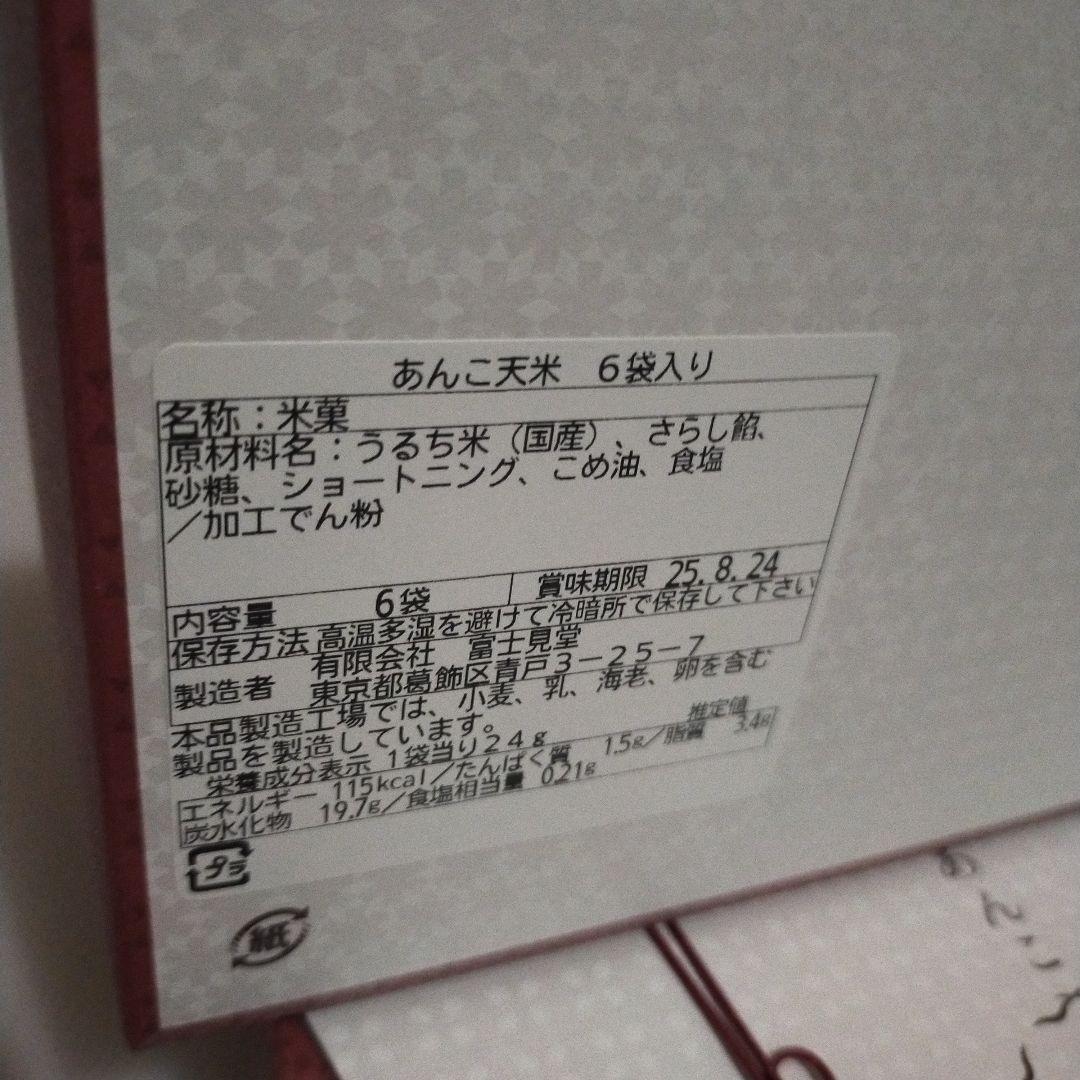 あんこ天米　6袋入り
名称：米菓
原材料名：うるち米（国産）、さらし餡、
砂糖、ショートニング、こめ油、食塩
／加工でん粉
内容量　6袋　賞味期限　25.8.24
保存方法 高温多湿を避けて冷暗所で保存して下さい
製造者　有限会社　富士見堂
東京都葛飾区青戸3－25－7
本品製造工場では、小麦、乳、海老、卵を含む
製品を製造しています。
栄養成分表示 1袋当り24g　推定値
エネルギー 115kcal／たんぱく質 1.5g／脂質 3.4g
炭水化物 19.7g／食塩相当量 0.21g
プラ
紙
あんこ